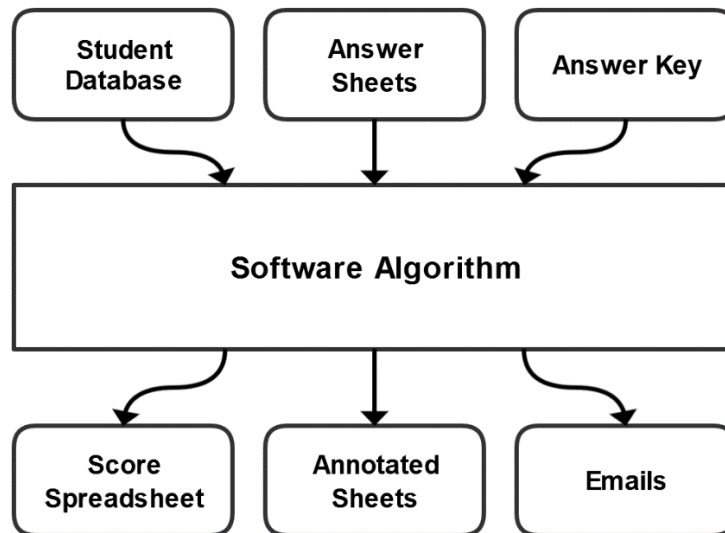 Student
Database
Answer
Sheets
Answer Key
Software Algorithm
Score
Spreadsheet
Annotated
Sheets
Emails